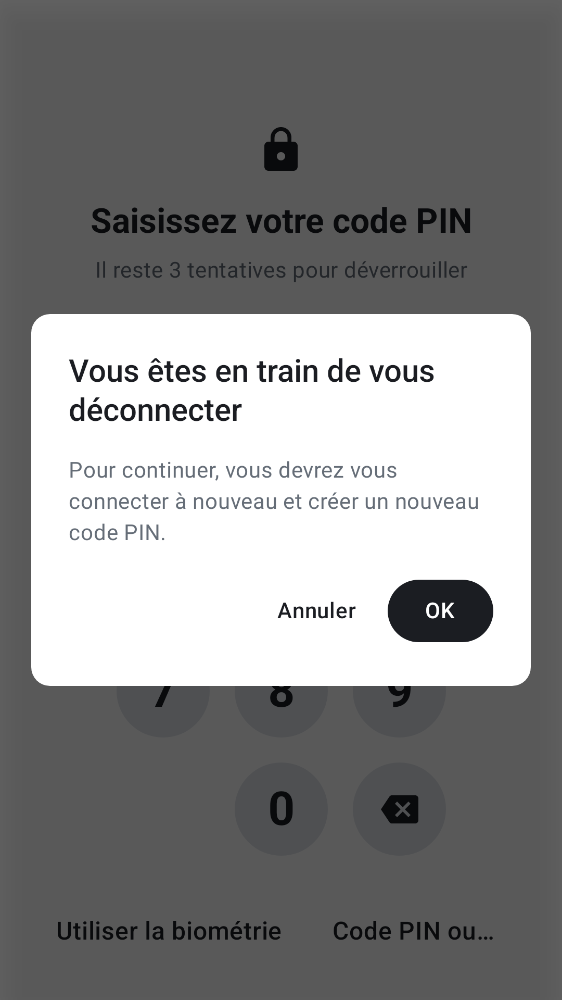 Saisissez votre code PIN
Il reste 3 tentatives pour déverrouiller
Vous êtes en train de vous
déconnecter
Pour continuer, vous devrez vous
connecter à nouveau et créer un nouveau
code PIN.
Annuler OK
7 8 9
0
Utiliser la biométrie Code PIN ou...